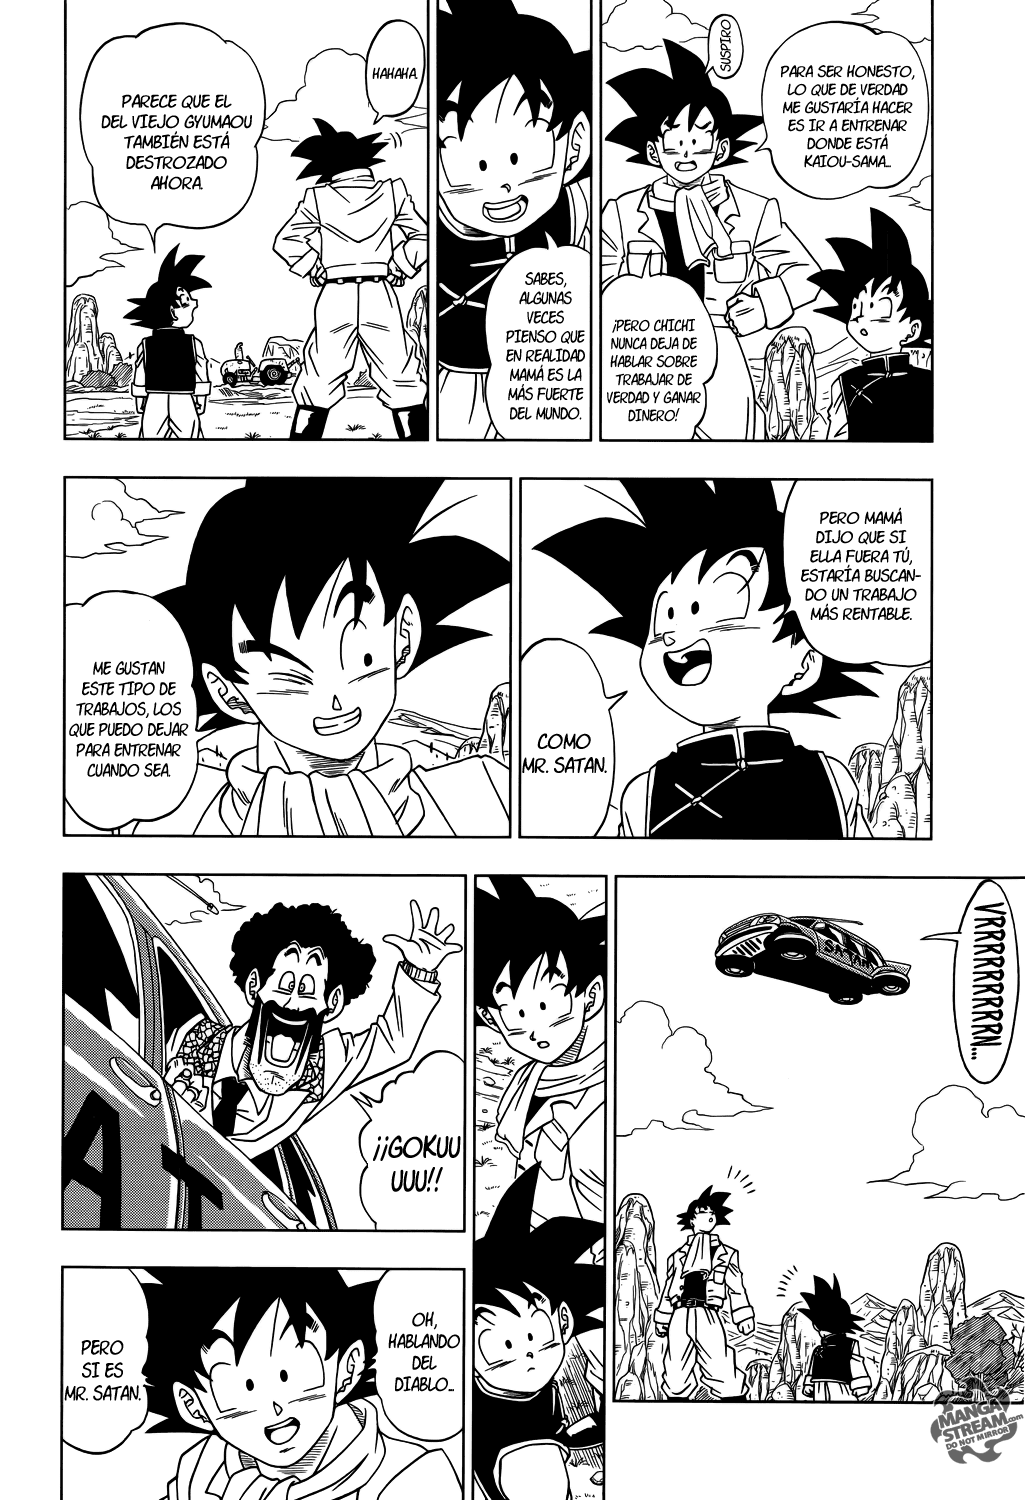 SUSPIRO
PARA SER HONESTO,
LO QUE DE VERDAD
ME GUSTARÍA HACER
ES IR A ENTRENAR
DONDE ESTÁ
KAIOU-SAMA...
¡PERO CHICHI
NUNCA DEJA DE
HABLAR SOBRE
TRABAJAR DE
VERDAD Y GANAR
DINERO!
SABES,
ALGUNAS
VECES
PIENSO QUE
EN REALIDAD
MAMÁ ES LA
MÁS FUERTE
DEL MUNDO.
HAHAHA.
PARECE QUE EL
DEL VIEJO GYUMAOU
TAMBIÉN ESTÁ
DESTROZADO
AHORA.
PERO MAMÁ
DIJO QUE SI
ELLA FUERA TÚ,
ESTARÍA BUSCAN-
DO UN TRABAJO
MÁS RENTABLE.
COMO
MR. SATAN.
ME GUSTAN
ESTE TIPO DE
TRABAJOS, LOS
QUE PUEDO DEJAR
PARA ENTRENAR
CUANDO SEA.
VRRRRRRRRRRN...
SATAN
¡¡GOKUU
UUU!!
AT
OH,
HABLANDO
DEL
DIABLO...
PERO
SI ES
MR. SATAN.
MANGA
STREAM.com
DO NOT MIRROR